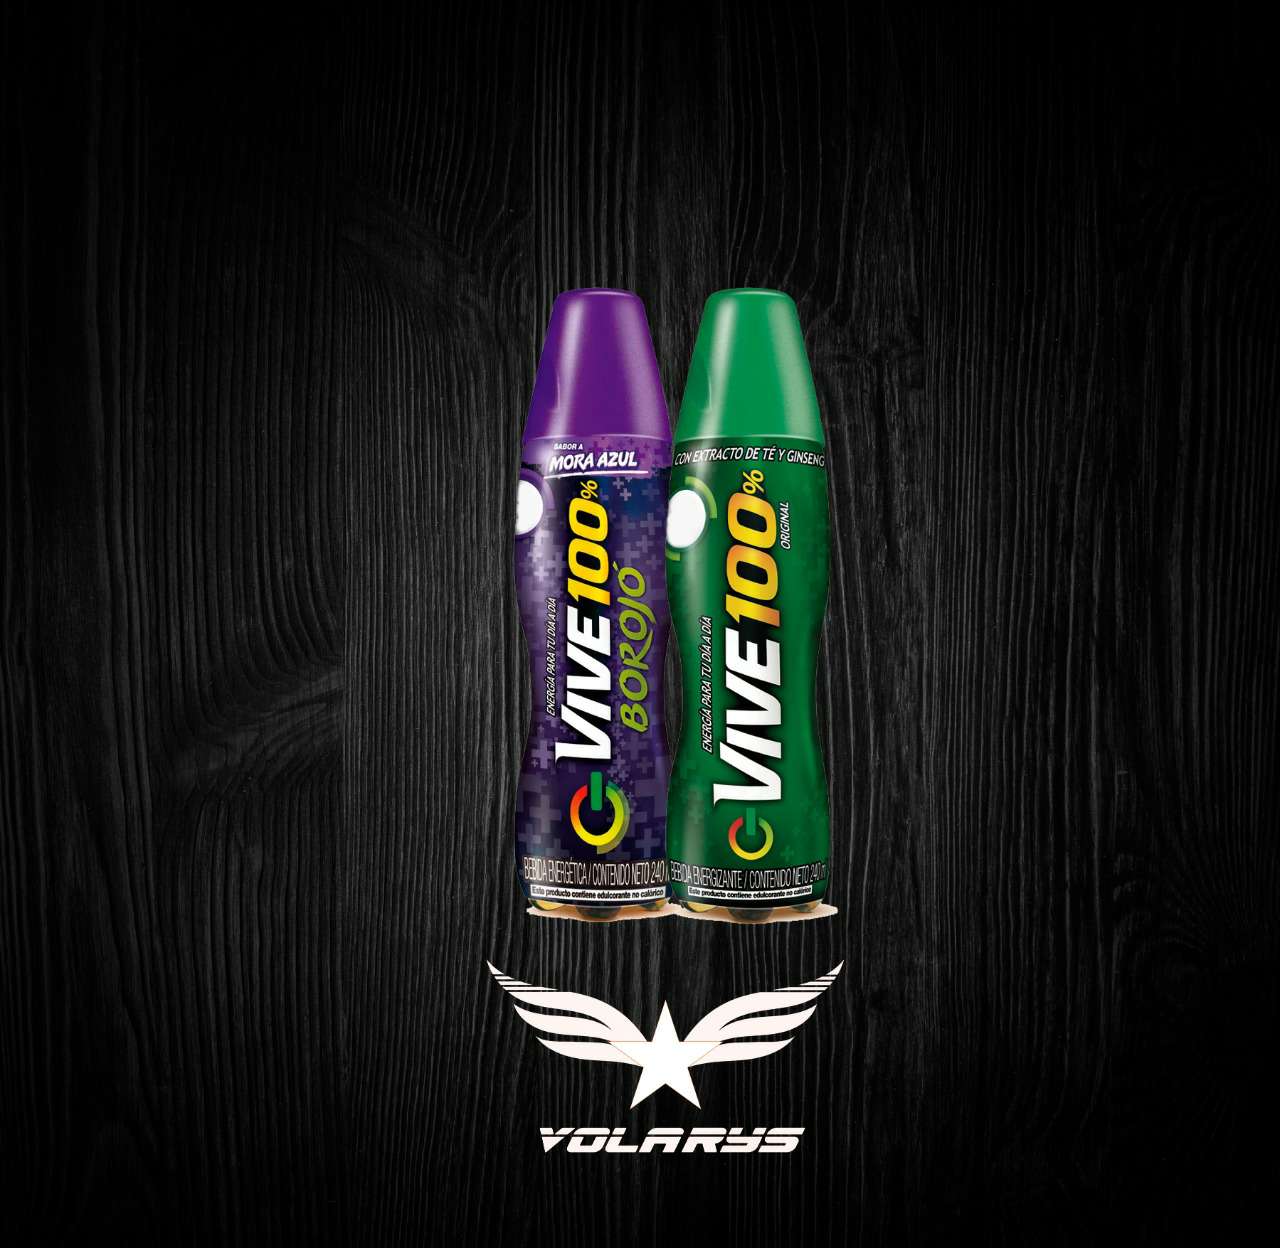 SABOR A
MORA AZUL
ENERGÍA PARA TU DÍA A DÍA
VIVE100%
BOROJÓ
BEBIDA ENERGÉTICA / CONTENIDO NETO 240
Este producto contiene edulcorante no calórico
CON EXTRACTO DE TÉ Y GINSENG
ENERGÍA PARA TU DÍA A DÍA
VIVE100%
ORIGINAL
BEBIDA ENERGIZANTE / CONTENIDO NETO 240 m
Este producto contiene edulcorante no calórico
VOLARYS